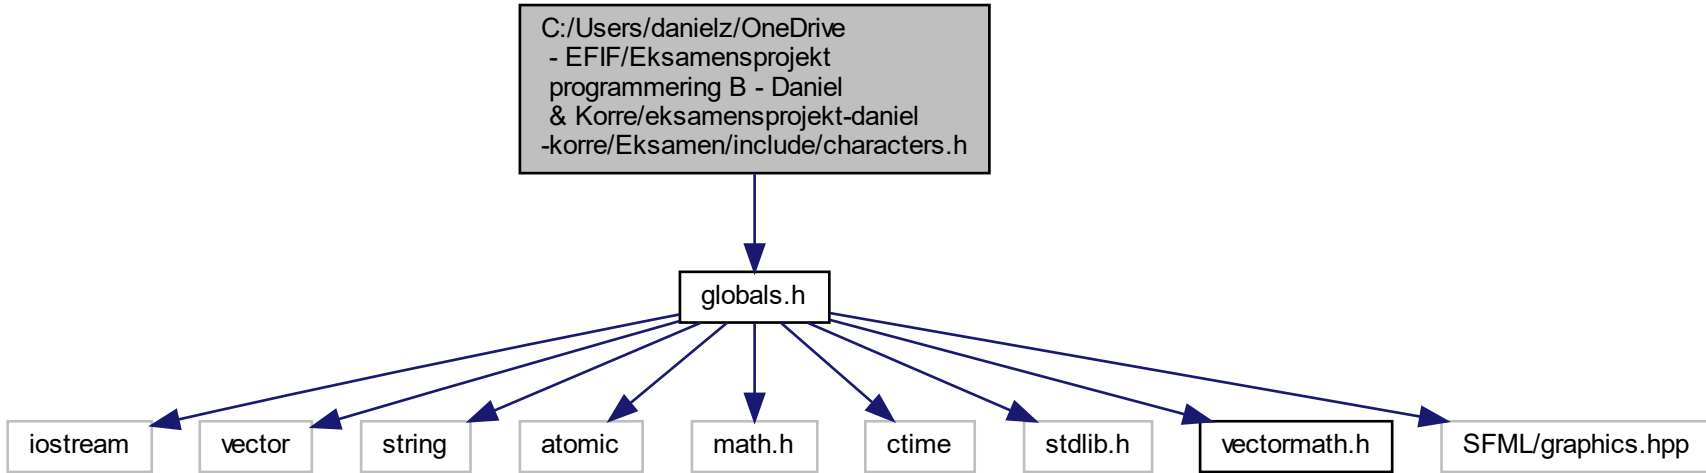 C:/Users/danielz/OneDrive
- EFIF/Eksamensprojekt
programmering B - Daniel
& Korre/eksamensprojekt-daniel
-korre/Eksamen/include/characters.h
globals.h
iostream
vector
string
atomic
math.h
ctime
stdlib.h
vectormath.h
SFML/graphics.hpp